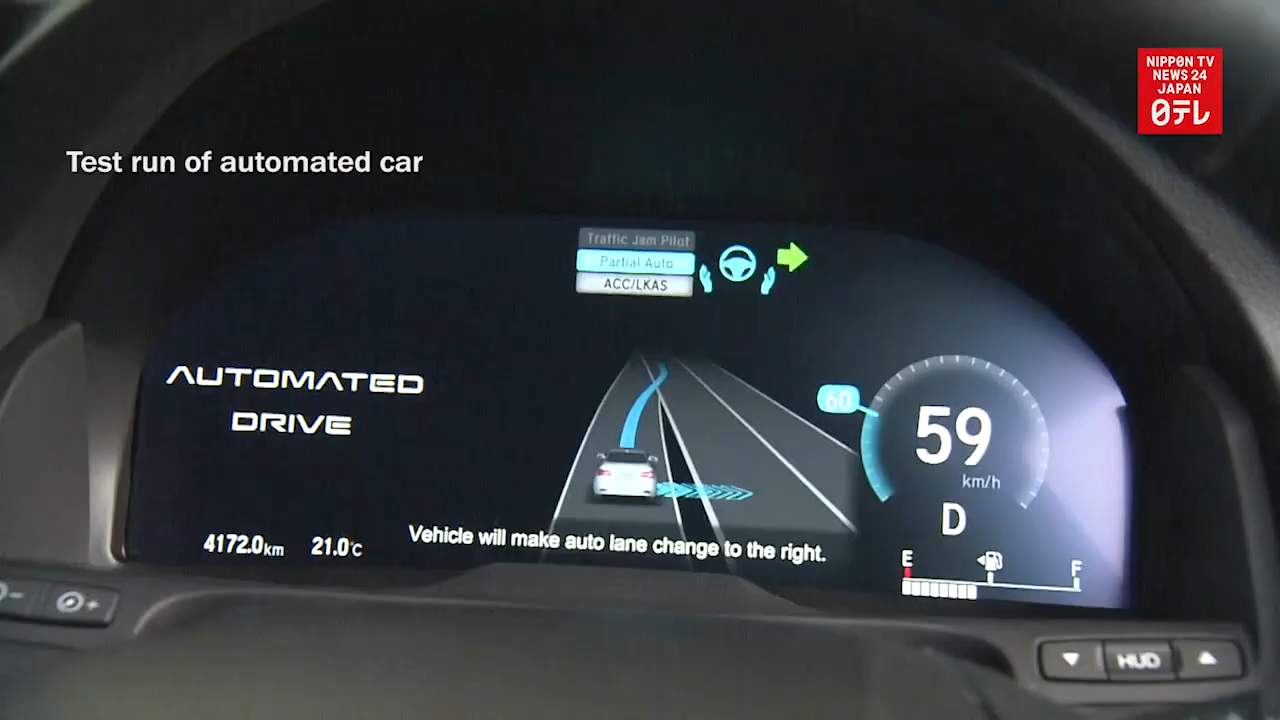 NIPPON TV
NEWS 24
JAPAN
日テレ
Test run of automated car
Traffic Jam Pilot
Partial Auto
ACC/LKAS
AUTOMATED
DRIVE
60
59
km/h
D
4172.0km
21.0°C
Vehicle will make auto lane change to the right.
E
F
−
+
HUD